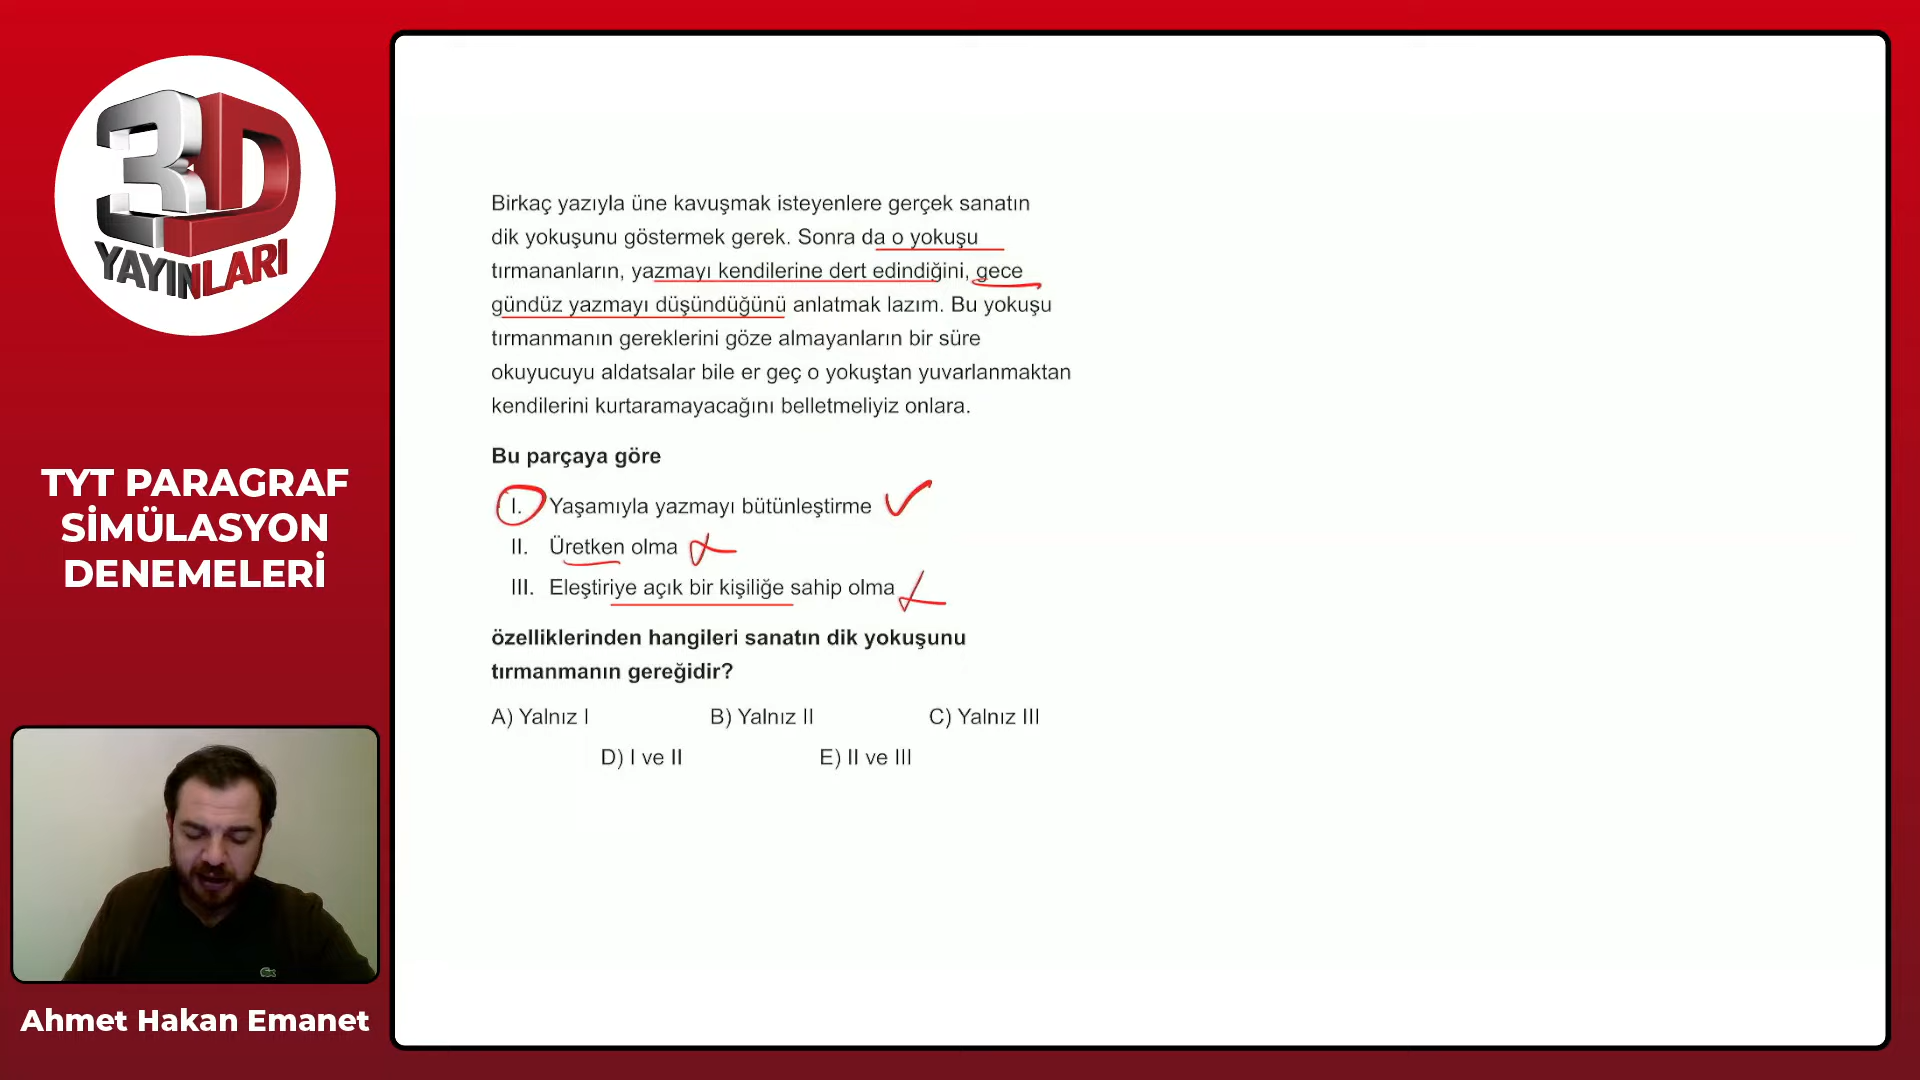 3D
YAYINLARI
TYT PARAGRAF
SİMÜLASYON
DENEMELERİ
Ahmet Hakan Emanet
Birkaç yazıyla üne kavuşmak isteyenlere gerçek sanatın
dik yokuşunu göstermek gerek. Sonra da o yokuşu
tırmananların, yazmayı kendilerine dert edindiğini, gece
gündüz yazmayı düşündüğünü anlatmak lazım. Bu yokuşu
tırmanmanın gereklerini göze almayanların bir süre
okuyucuyu aldatsalar bile er geç o yokuştan yuvarlanmaktan
kendilerini kurtaramayacağını belletmeliyiz onlara.
Bu parçaya göre
I. Yaşamıyla yazmayı bütünleştirme
II. Üretken olma
III. Eleştiriye açık bir kişiliğe sahip olma
özelliklerinden hangileri sanatın dik yokuşunu
tırmanmanın gereğidir?
A) Yalnız I B) Yalnız II C) Yalnız III
D) I ve II E) II ve III